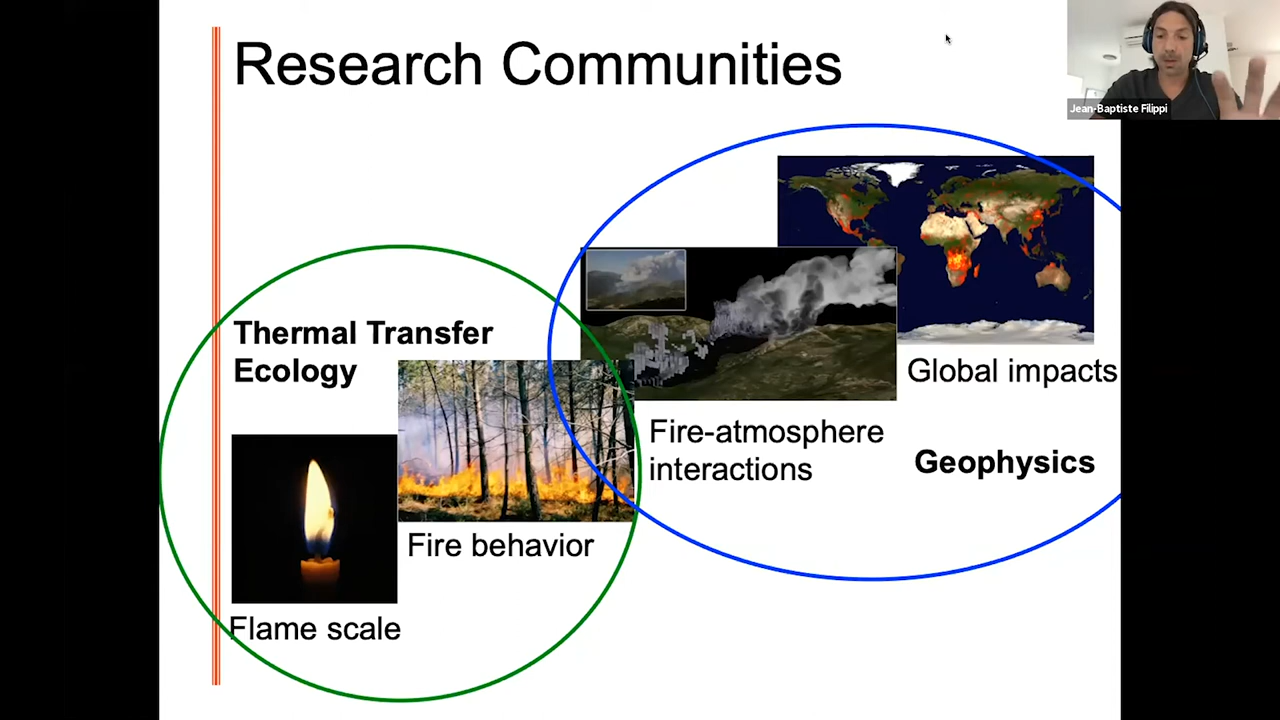 Research Communities
Jean-Baptiste Filippi
Thermal Transfer
Ecology
Global impacts
Fire-atmosphere
interactions
Geophysics
Fire behavior
Flame scale